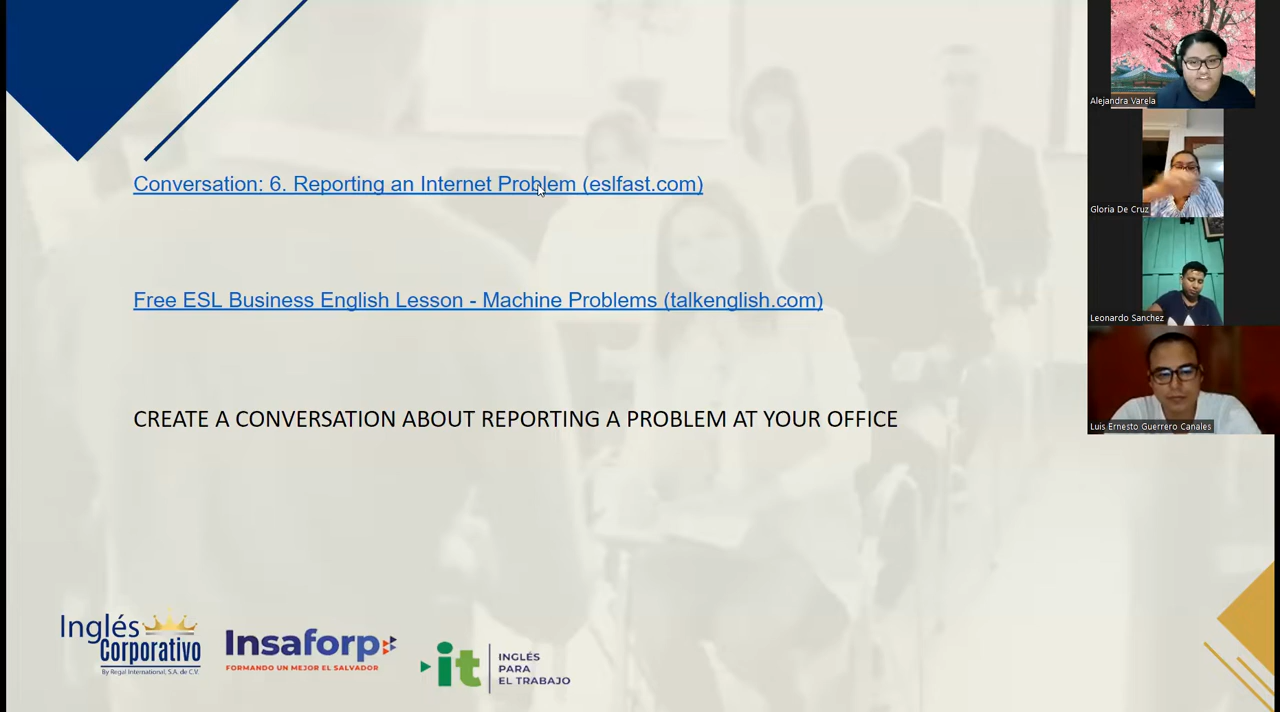 Conversation: 6. Reporting an Internet Problem (eslfast.com)
Free ESL Business English Lesson - Machine Problems (talkenglish.com)
CREATE A CONVERSATION ABOUT REPORTING A PROBLEM AT YOUR OFFICE
Inglés
Corporativo
By Regal International, S.A. de C.V.
Insaforp
FORMANDO UN MEJOR EL SALVADOR
it
INGLÉS
PARA
EL TRABAJO
Alejandra Varela
Gloria De Cruz
Leonardo Sanchez
Luis Ernesto Guerrero Canales